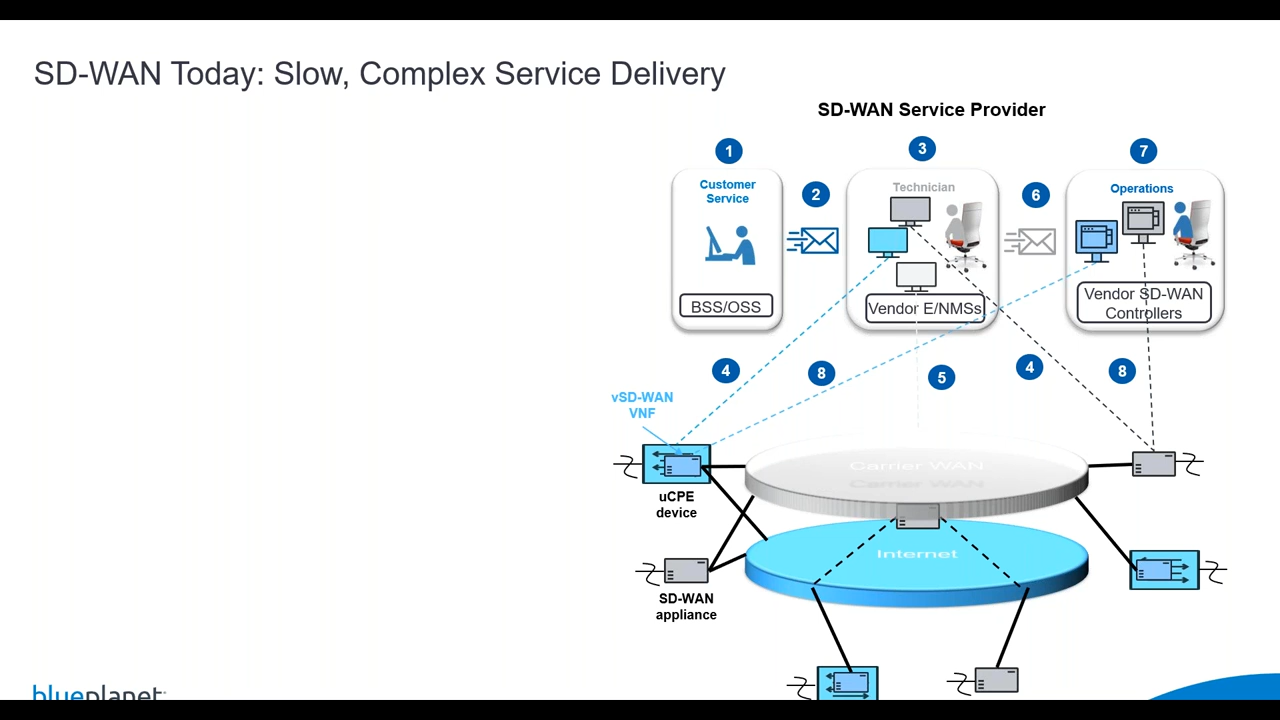 SD-WAN Today: Slow, Complex Service Delivery
SD-WAN Service Provider
1
3
7
Customer
Service
2
Technician
6
Operations
BSS/OSS
Vendor E/NMSs
Vendor SD-WAN
Controllers
4
8
5
4
8
vSD-WAN
VNF
Carrier WAN
uCPE
device
Internet
SD-WAN
appliance
blueplanet